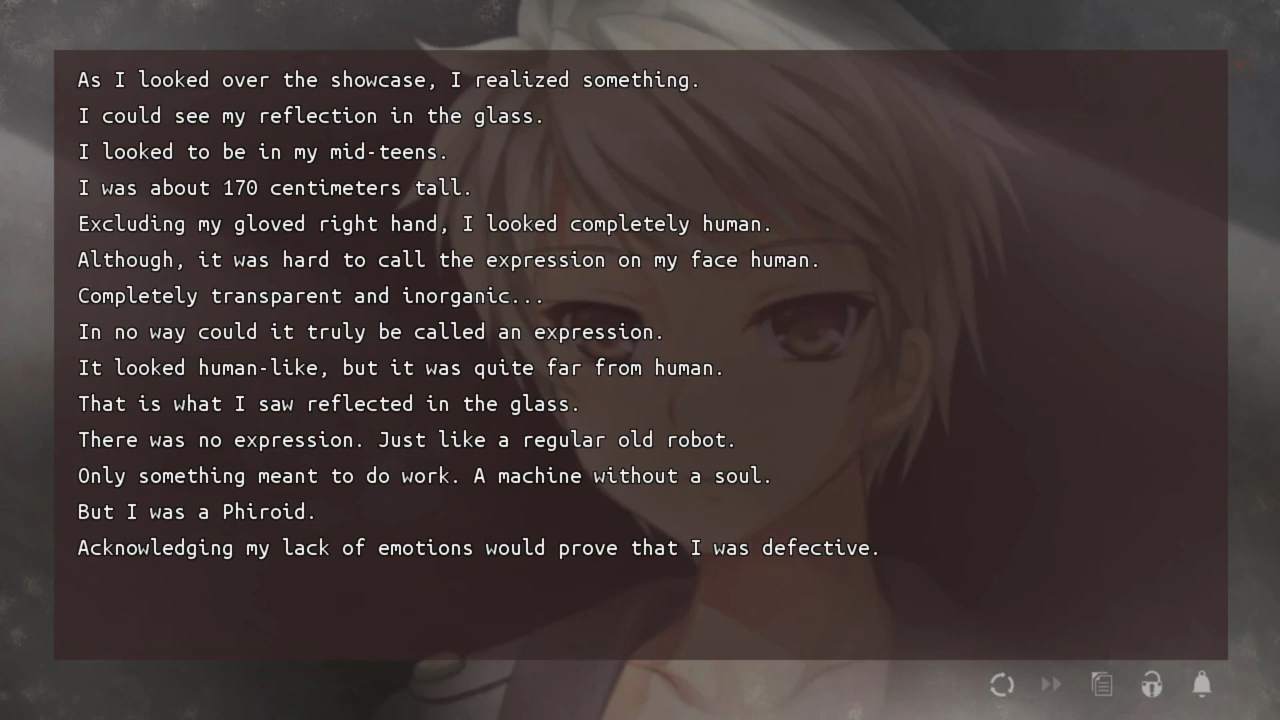 As I looked over the showcase, I realized something.
I could see my reflection in the glass.
I looked to be in my mid-teens.
I was about 170 centimeters tall.
Excluding my gloved right hand, I looked completely human.
Although, it was hard to call the expression on my face human.
Completely transparent and inorganic...
In no way could it truly be called an expression.
It looked human-like, but it was quite far from human.
That is what I saw reflected in the glass.
There was no expression. Just like a regular old robot.
Only something meant to do work. A machine without a soul.
But I was a Phiroid.
Acknowledging my lack of emotions would prove that I was defective.